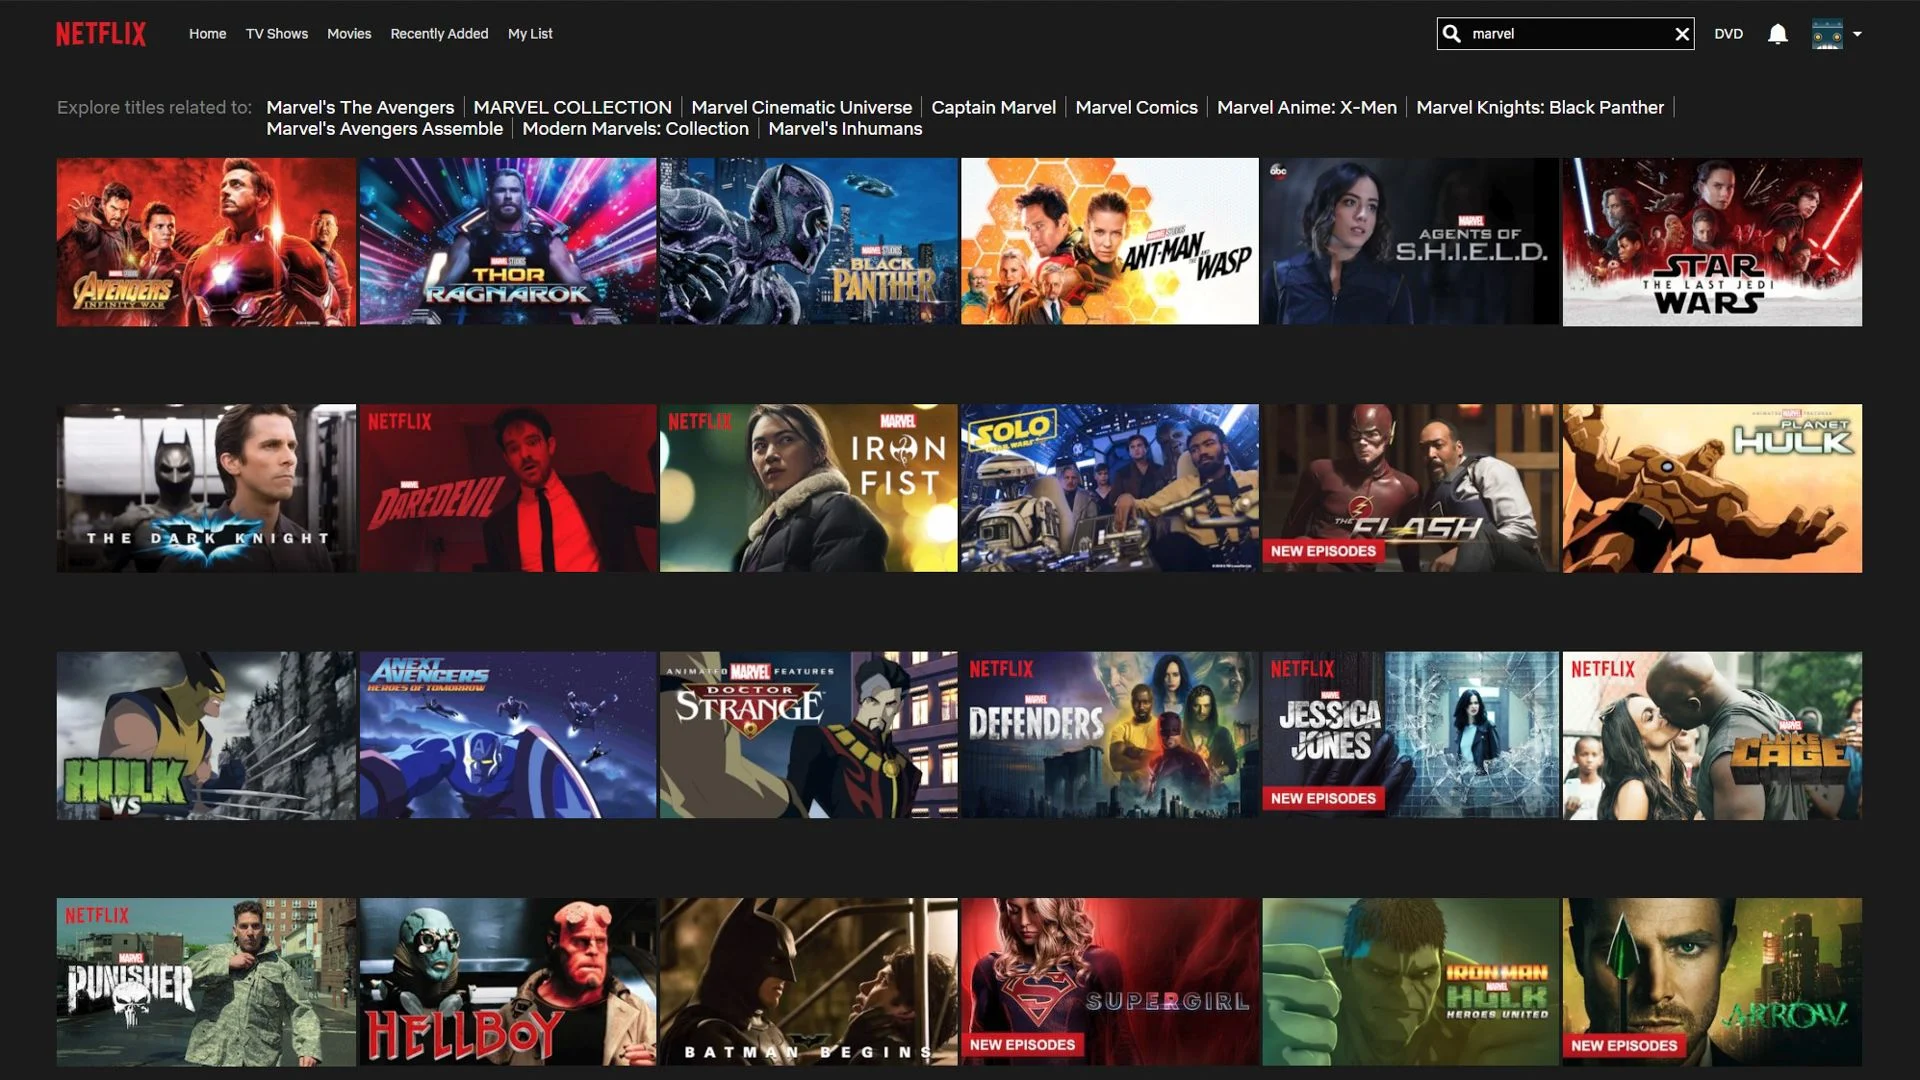 NETFLIX Home TV Shows Movies Recently Added My List marvel DVD
Explore titles related to: Marvel's The Avengers MARVEL COLLECTION Marvel Cinematic Universe Captain Marvel Marvel Comics Marvel Anime: X-Men Marvel Knights: Black Panther
Marvel's Avengers Assemble Modern Marvels: Collection Marvel's Inhumans
AVENGERS
INFINITY WAR
MARVEL STUDIOS
THOR
RAGNAROK
MARVEL STUDIOS
BLACK
PANTHER
MARVEL STUDIOS
ANT-MAN
AND THE
WASP
abc
MARVEL
AGENTS OF
S.H.I.E.L.D.
STAR
THE LAST JEDI
WARS
THE DARK KNIGHT
NETFLIX
MARVEL
DAREDEVIL
NETFLIX
MARVEL
IRON
FIST
SOLO
STAR WARS
THE FLASH
NEW EPISODES
ANIMATED MARVEL FEATURES
PLANET
HULK
HULK
VS
NEXT
AVENGERS
HEROES OF TOMORROW
ANIMATED MARVEL FEATURES
DOCTOR
STRANGE
NETFLIX
MARVEL
THE
DEFENDERS
NETFLIX
MARVEL
JESSICA
JONES
NEW EPISODES
NETFLIX
MARVEL
LUKE
CAGE
NETFLIX
MARVEL
PUNISHER
HELLBOY
BATMAN BEGINS
SUPERGIRL
NEW EPISODES
IRON MAN
MARVEL
HULK
HEROES UNITED
ARROW
NEW EPISODES